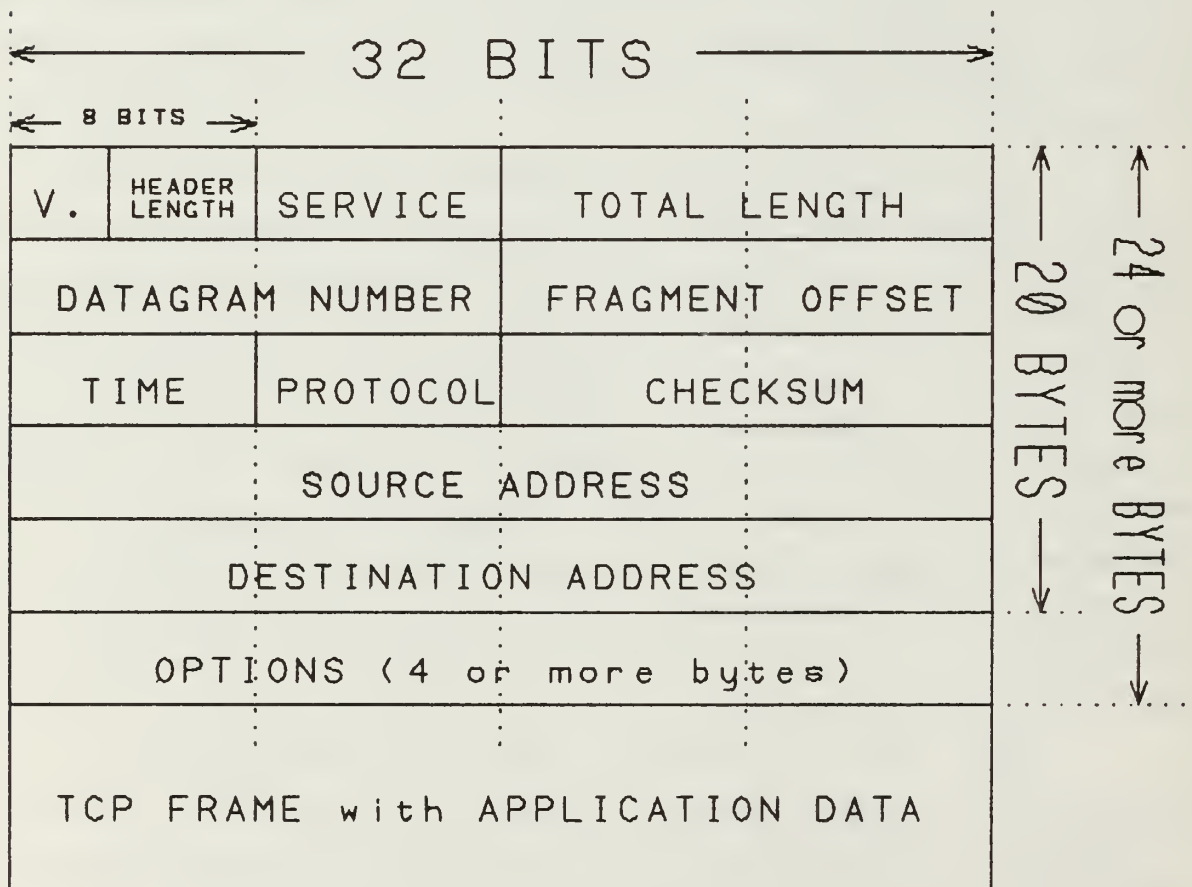 32 BITS
8 BITS
V.
HEADER
LENGTH
SERVICE
TOTAL LENGTH
DATAGRAM NUMBER
FRAGMENT OFFSET
TIME
PROTOCOL
CHECKSUM
SOURCE ADDRESS
DESTINATION ADDRESS
OPTIONS (4 or more bytes)
TCP FRAME with APPLICATION DATA
20 BYTES
24 or more BYTES